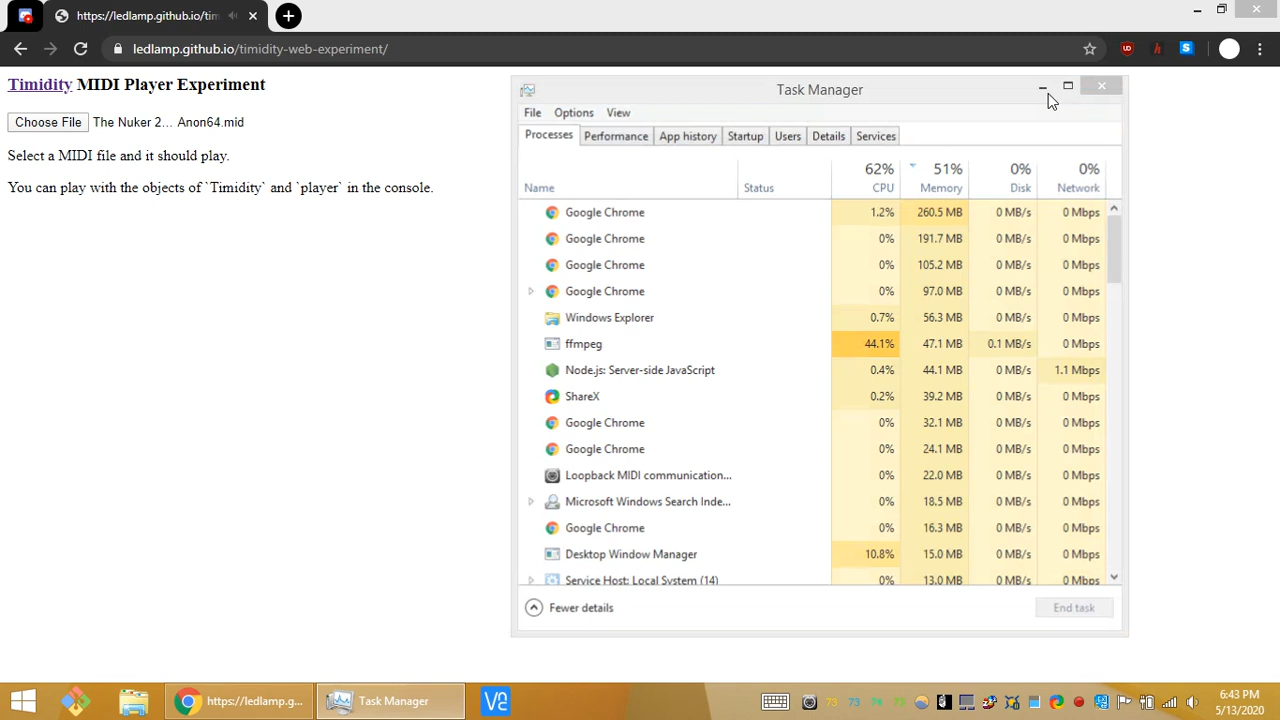 https://ledlamp.github.io/tim
ledlamp.github.io/timidity-web-experiment/
Timidity MIDI Player Experiment
Choose File The Nuker 2... Anon64.mid
Select a MIDI file and it should play.
You can play with the objects of `Timidity` and `player` in the console.
Task Manager
File Options View
Processes Performance App history Startup Users Details Services
62% 51% 0% 0%
Name Status CPU Memory Disk Network
Google Chrome 1.2% 260.5 MB 0 MB/s 0 Mbps
Google Chrome 0% 191.7 MB 0 MB/s 0 Mbps
Google Chrome 0% 105.2 MB 0 MB/s 0 Mbps
Google Chrome 0% 97.0 MB 0 MB/s 0 Mbps
Windows Explorer 0.7% 56.3 MB 0 MB/s 0 Mbps
ffmpeg 44.1% 47.1 MB 0.1 MB/s 0 Mbps
Node.js: Server-side JavaScript 0.4% 44.1 MB 0 MB/s 1.1 Mbps
ShareX 0.2% 39.2 MB 0 MB/s 0 Mbps
Google Chrome 0% 32.1 MB 0 MB/s 0 Mbps
Google Chrome 0% 24.1 MB 0 MB/s 0 Mbps
Loopback MIDI communication... 0% 22.0 MB 0 MB/s 0 Mbps
Microsoft Windows Search Inde... 0% 18.5 MB 0 MB/s 0 Mbps
Google Chrome 0% 16.3 MB 0 MB/s 0 Mbps
Desktop Window Manager 10.8% 15.0 MB 0 MB/s 0 Mbps
Service Host: Local System (14) 0% 13.0 MB 0 MB/s 0 Mbps
Fewer details End task
https://ledlamp.g... Task Manager 6:43 PM
5/13/2020